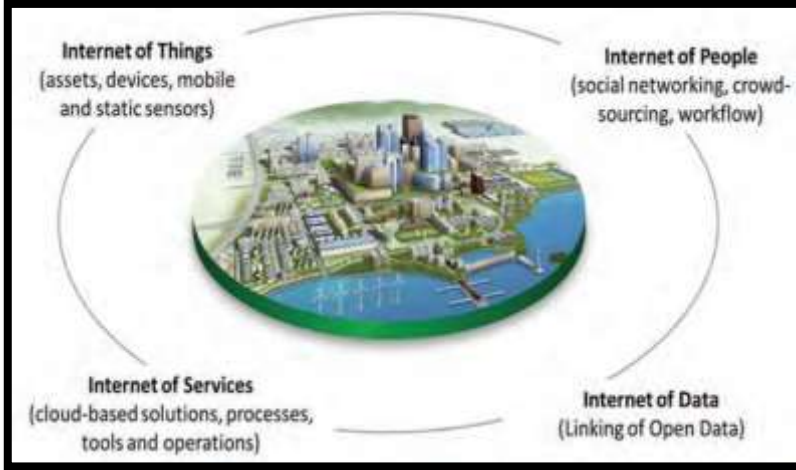 Internet of Things
(assets, devices, mobile
and static sensors)
Internet of People
(social networking, crowd-
sourcing, workflow)
Internet of Services
(cloud-based solutions, processes,
tools and operations)
Internet of Data
(Linking of Open Data)